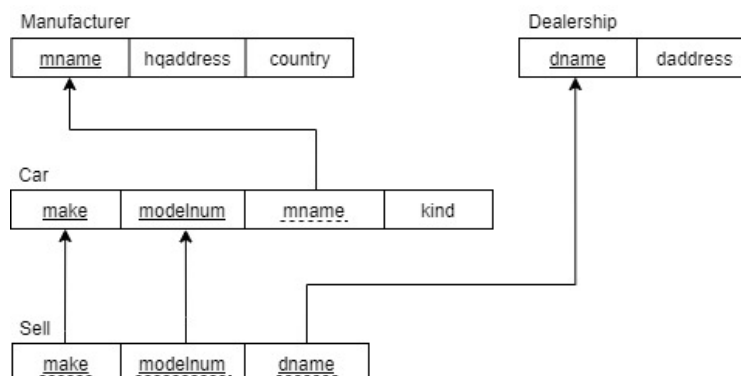 Manufacturer
Dealership
mname hqaddress country
dname daddress
Car
make modelnum mname kind
Sell
make modelnum dname